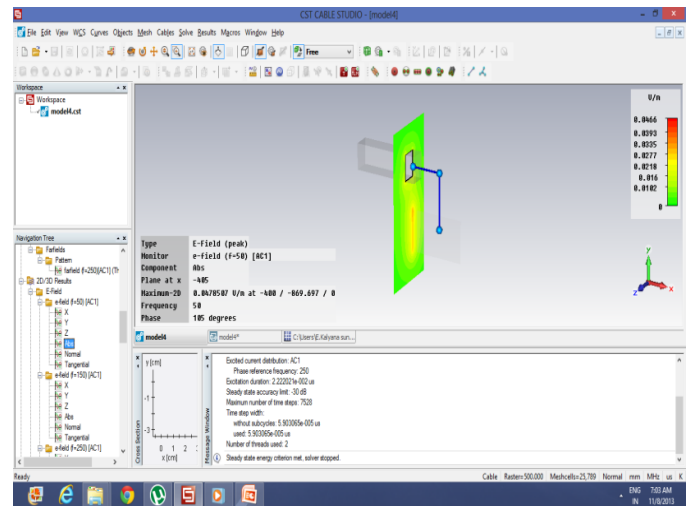 CST CABLE STUDIO - [model4]
File Edit View WCS Curves Objects Mesh Cables Solve Results Macros Window Help
Free
Workspace
Workspace
model4.cst
V/m
0.0466
0.0393
0.0335
0.0277
0.0218
0.016
0.0102
0
Navigation Tree
Farfields
Pattern
farfield (f=250)[AC1]
2D/3D Results
E-Field
e-field (f=50) [AC1]
X
Y
Z
Abs
Normal
Tangential
e-field (f=150) [AC1]
X
Y
Z
Abs
Normal
Tangential
e-field (f=250) [AC1]
Type E-Field (peak)
Monitor e-field (f=50) [AC1]
Component Abs
Plane at x -405
Maximum-2D 0.0478507 V/m at -400 / -869.697 / 0
Frequency 50
Phase 105 degrees
y
z
x
model4
model4*
C:\Users\E.Kalyana sun...
Cross Section
y [cm]
-1
-3
0 1 2
x [cm]
Message Window
Excited current distribution: AC1
Phase reference frequency: 250
Excitation duration: 2.222021e-002 us
Steady state accuracy limit: -30 dB
Maximum number of time steps: 7528
Time step width:
without subcycles: 5.903065e-005 us
used: 5.903065e-005 us
Number of threads used: 2
Steady state energy criterion met, solver stopped.
Ready
Cable Raster=500.000 Meshcells=25,789 Normal mm MHz us K
ENG
IN
7:03 AM
11/8/2013